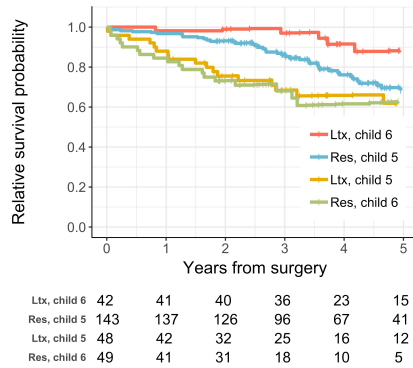 Relative survival probability
1.0
0.8
0.6
0.4
0.2
0.0
Ltx, child 6
Res, child 5
Ltx, child 5
Res, child 6
0 1 2 3 4 5
Years from surgery
Ltx, child 6 42 41 40 36 23 15
Res, child 5 143 137 126 96 67 41
Ltx, child 5 48 42 32 25 16 12
Res, child 6 49 41 31 18 10 5